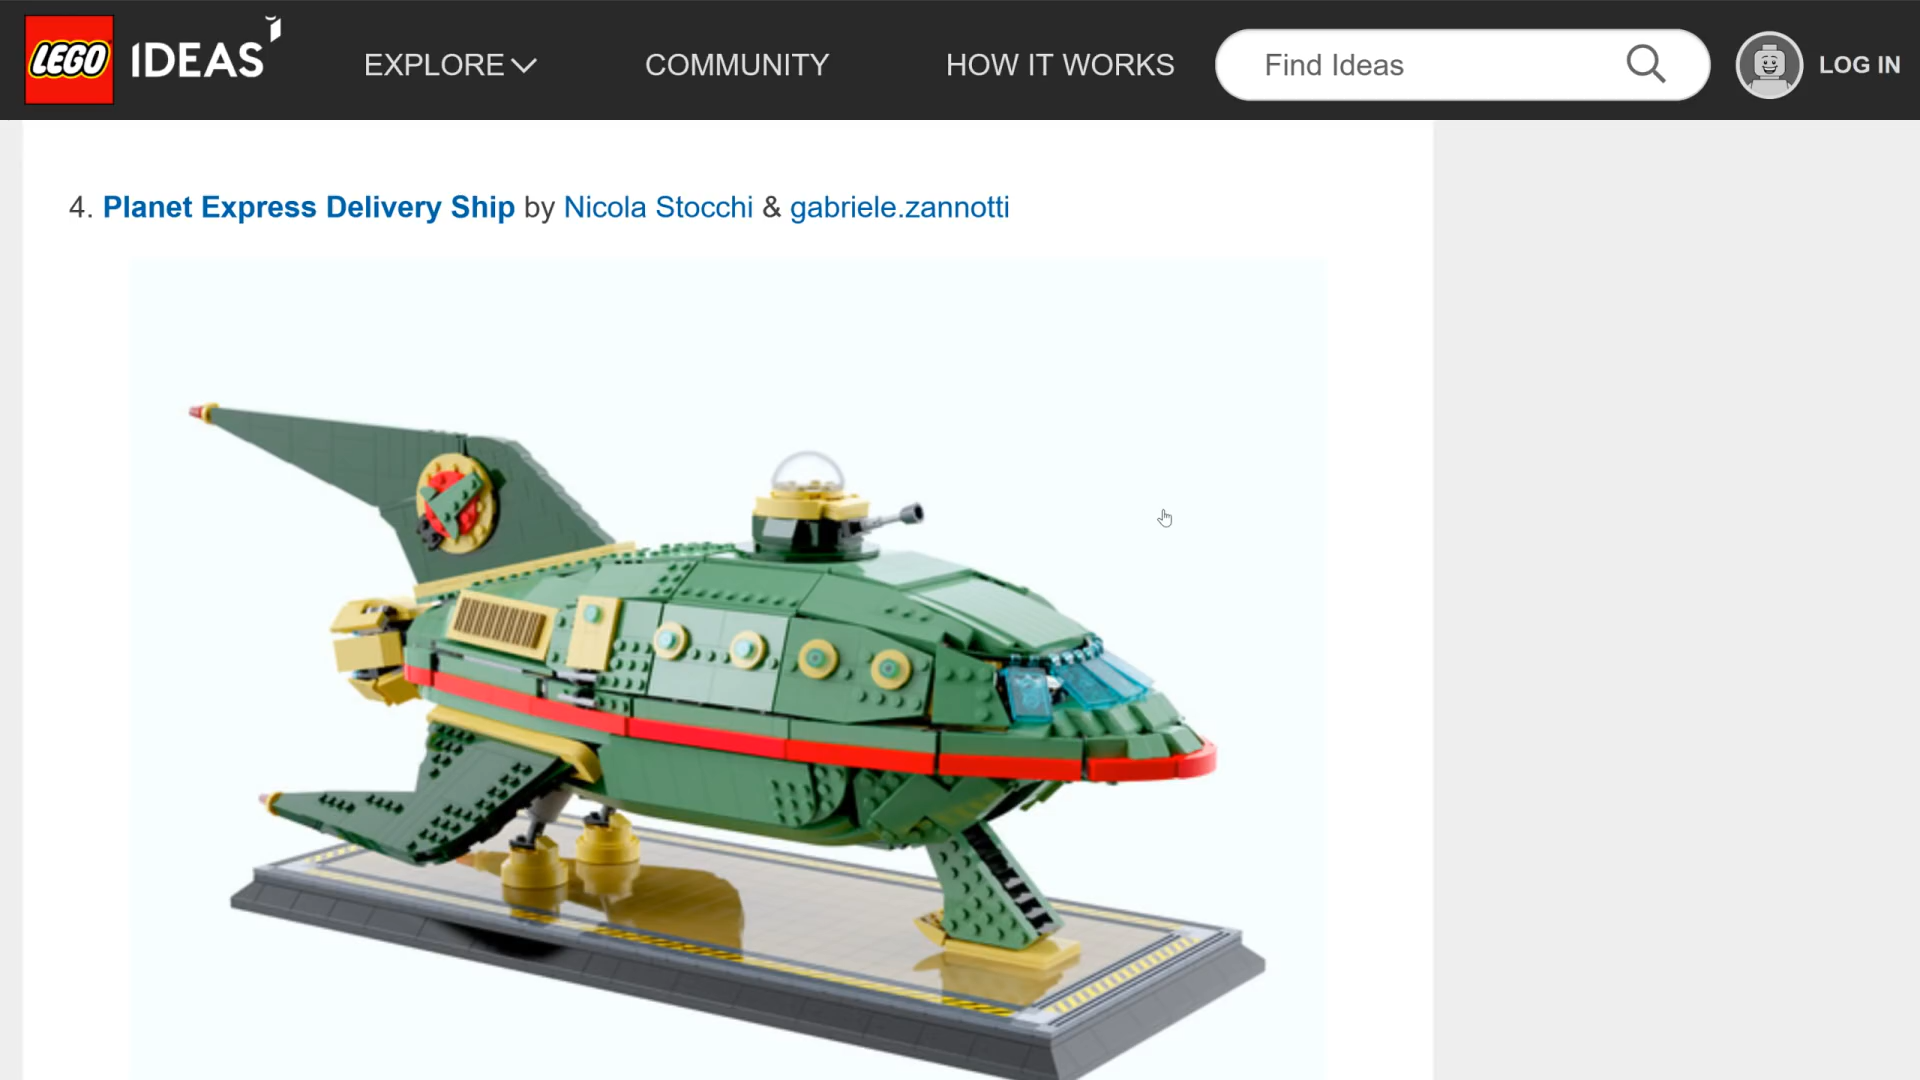 LEGO IDEAS
EXPLORE
COMMUNITY
HOW IT WORKS
Find Ideas
LOG IN
4. Planet Express Delivery Ship by Nicola Stocchi & gabriele.zannotti